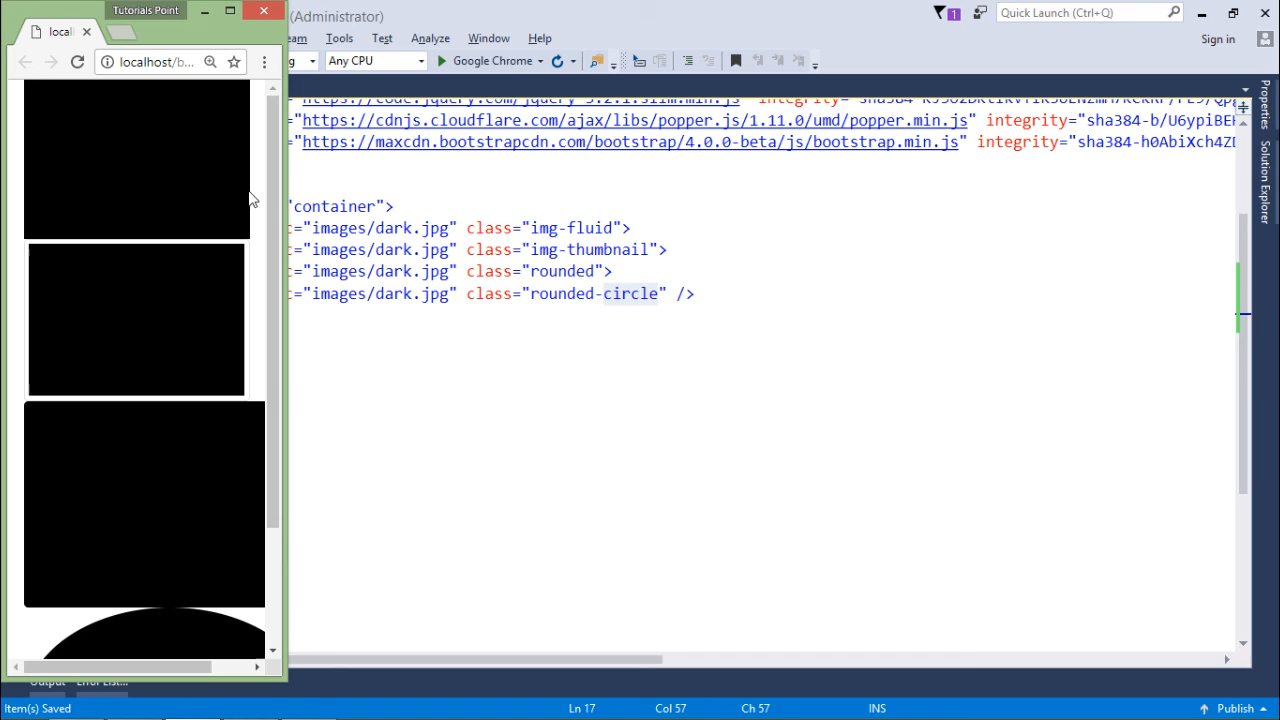 Tutorials Point
(Administrator)
Quick Launch (Ctrl+Q)
1
local
Tools
Test
Analyze
Window
Help
Sign in
localhost/b...
Any CPU
Google Chrome
="https://cdnjs.cloudflare.com/ajax/libs/popper.js/1.11.0/umd/popper.min.js" integrity="sha384-b/U6ypiBE
="https://maxcdn.bootstrapcdn.com/bootstrap/4.0.0-beta/js/bootstrap.min.js" integrity="sha384-h0AbiXch4Z
"container">
c="images/dark.jpg" class="img-fluid">
c="images/dark.jpg" class="img-thumbnail">
c="images/dark.jpg" class="rounded">
c="images/dark.jpg" class="rounded-circle" />
Properties
Solution Explorer
Output
Error List...
Item(s) Saved
Ln 17
Col 57
Ch 57
INS
Publish